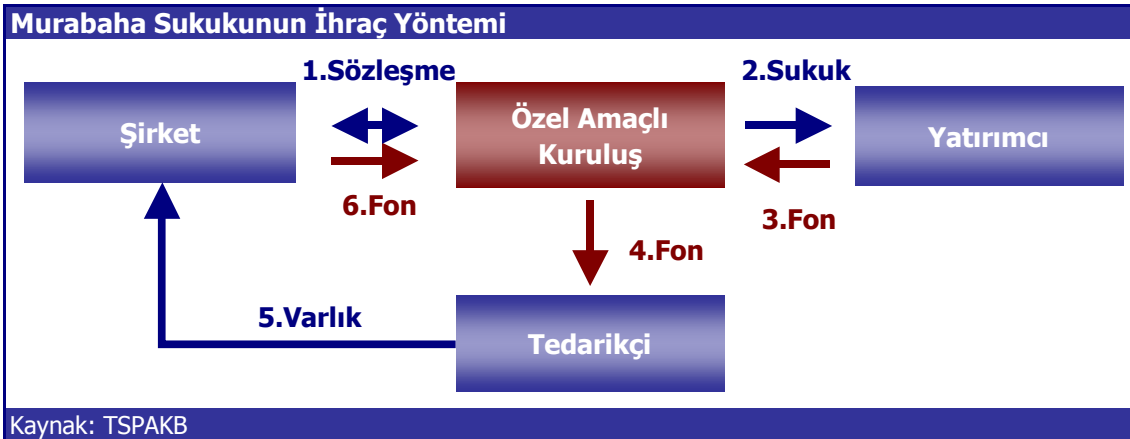 Murabaha Sukukunun İhraç Yöntemi
1.Sözleşme
2.Sukuk
Şirket
Özel Amaçlı
Kuruluş
Yatırımcı
6.Fon
3.Fon
4.Fon
5.Varlık
Tedarikçi
Kaynak: TSPAKB